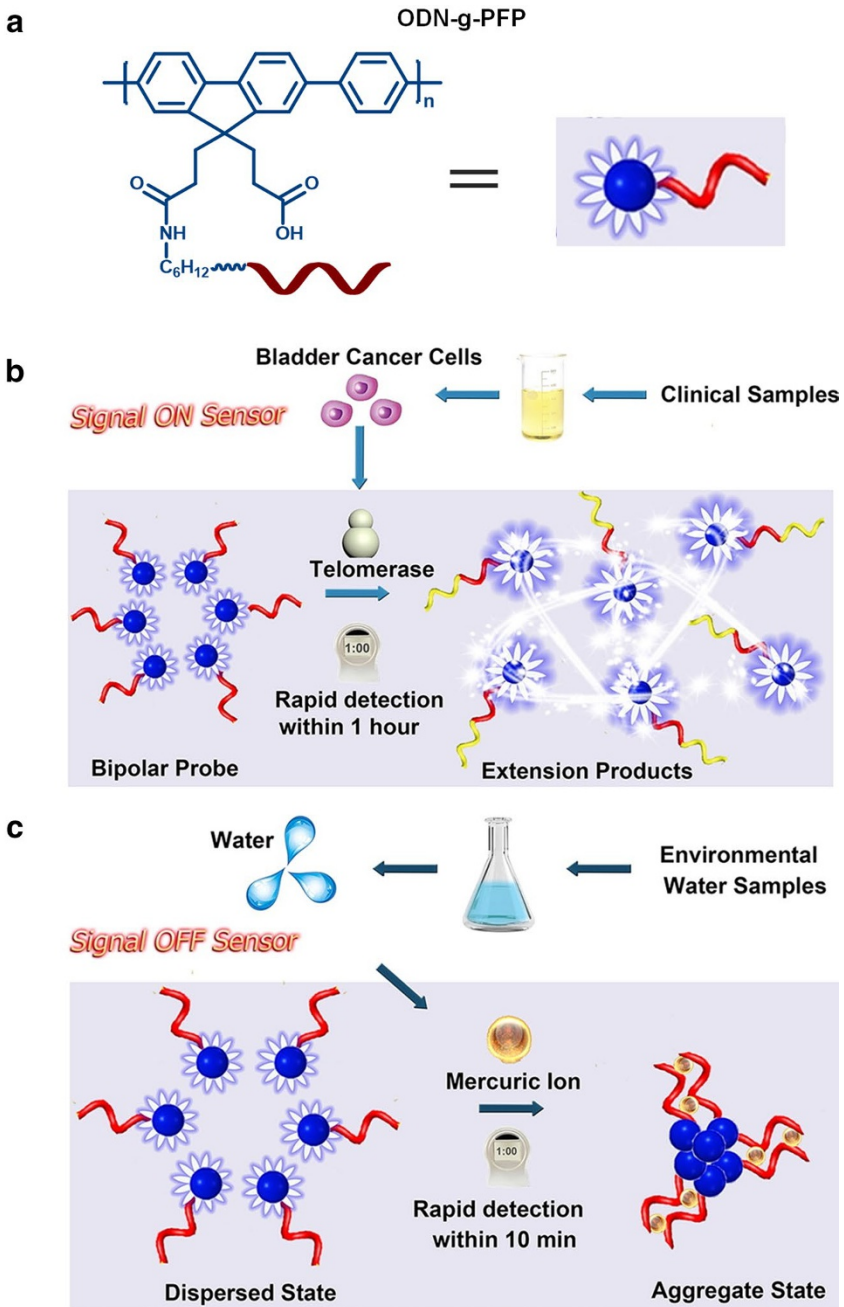 a
ODN-g-PFP
n
O
O
NH
OH
C₆H₁₂
b
Bladder Cancer Cells
Signal ON Sensor
Clinical Samples
Telomerase
1:00
Rapid detection
within 1 hour
Bipolar Probe
Extension Products
c
Water
Environmental
Water Samples
Signal OFF Sensor
Mercuric Ion
1:00
Rapid detection
within 10 min
Dispersed State
Aggregate State